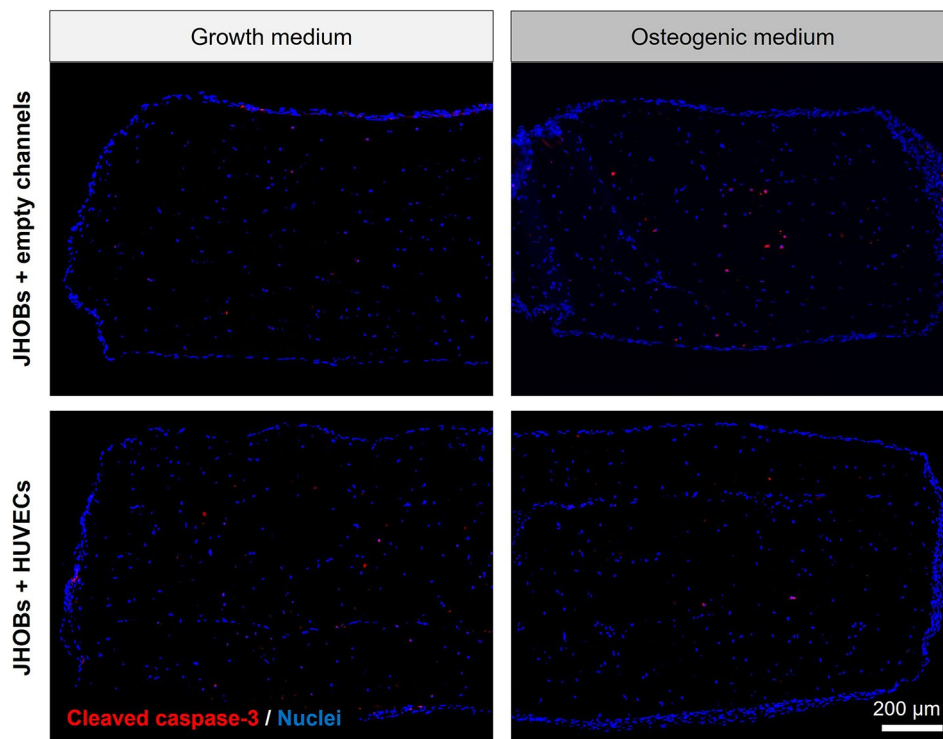 Growth medium
Osteogenic medium
JHOBs + empty channels
JHOBs + HUVECs
Cleaved caspase-3 / Nuclei
200 µm